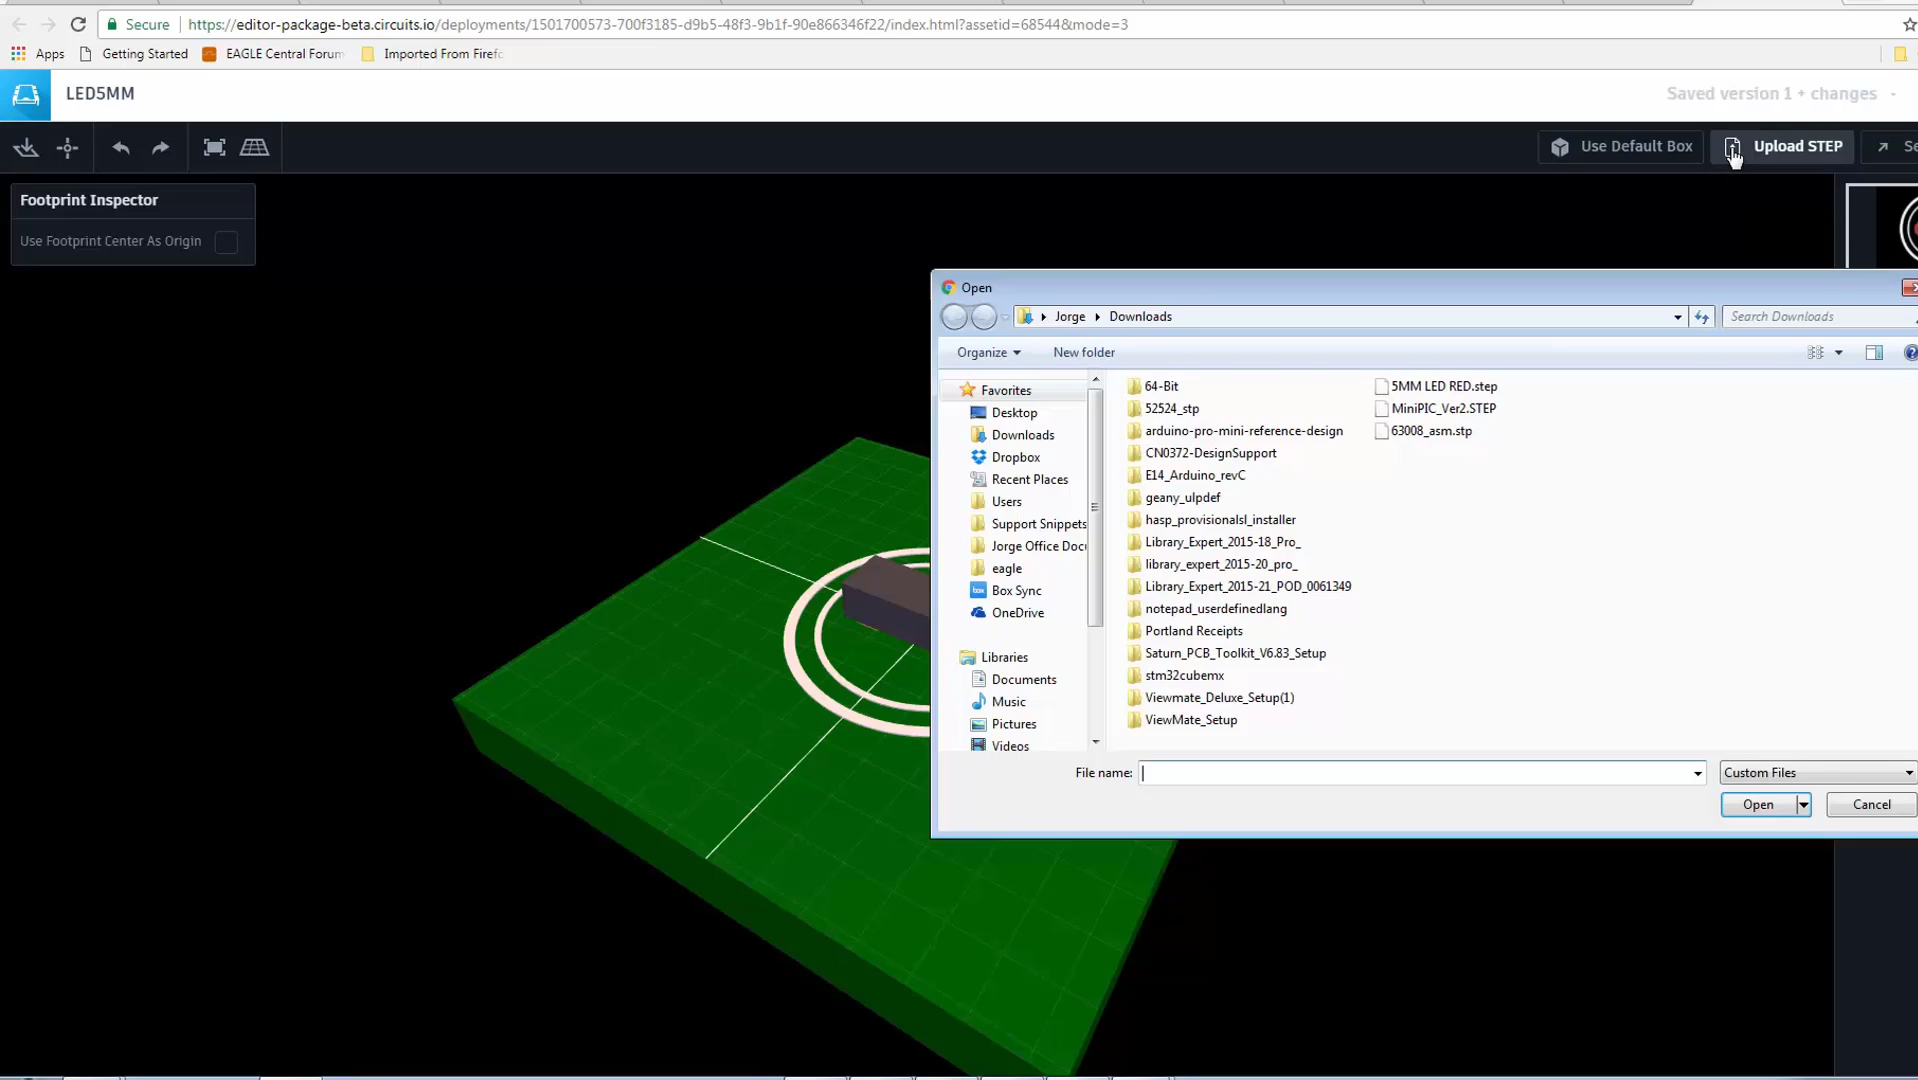 Secure https://editor-package-beta.circuits.io/deployments/1501700573-700f3185-d9b5-48f3-9b1f-90e866346f22/index.html?assetid=68544&mode=3
Apps Getting Started EAGLE Central Forum Imported From Firefo
LED5MM Saved version 1 + changes
Use Default Box Upload STEP Se
Footprint Inspector
Use Footprint Center As Origin
Open
Jorge Downloads Search Downloads
Organize New folder
Favorites
Desktop
Downloads
Dropbox
Recent Places
Users
Support Snippets
Jorge Office Docu
eagle
Box Sync
OneDrive
Libraries
Documents
Music
Pictures
Videos
64-Bit
52524_stp
arduino-pro-mini-reference-design
CN0372-DesignSupport
E14_Arduino_revC
geany_ulpdef
hasp_provisionalsl_installer
Library_Expert_2015-18_Pro_
library_expert_2015-20_pro_
Library_Expert_2015-21_POD_0061349
notepad_userdefinedlang
Portland Receipts
Saturn_PCB_Toolkit_V6.83_Setup
stm32cubemx
Viewmate_Deluxe_Setup(1)
ViewMate_Setup
5MM LED RED.step
MiniPIC_Ver2.STEP
63008_asm.stp
File name: Custom Files
Open Cancel